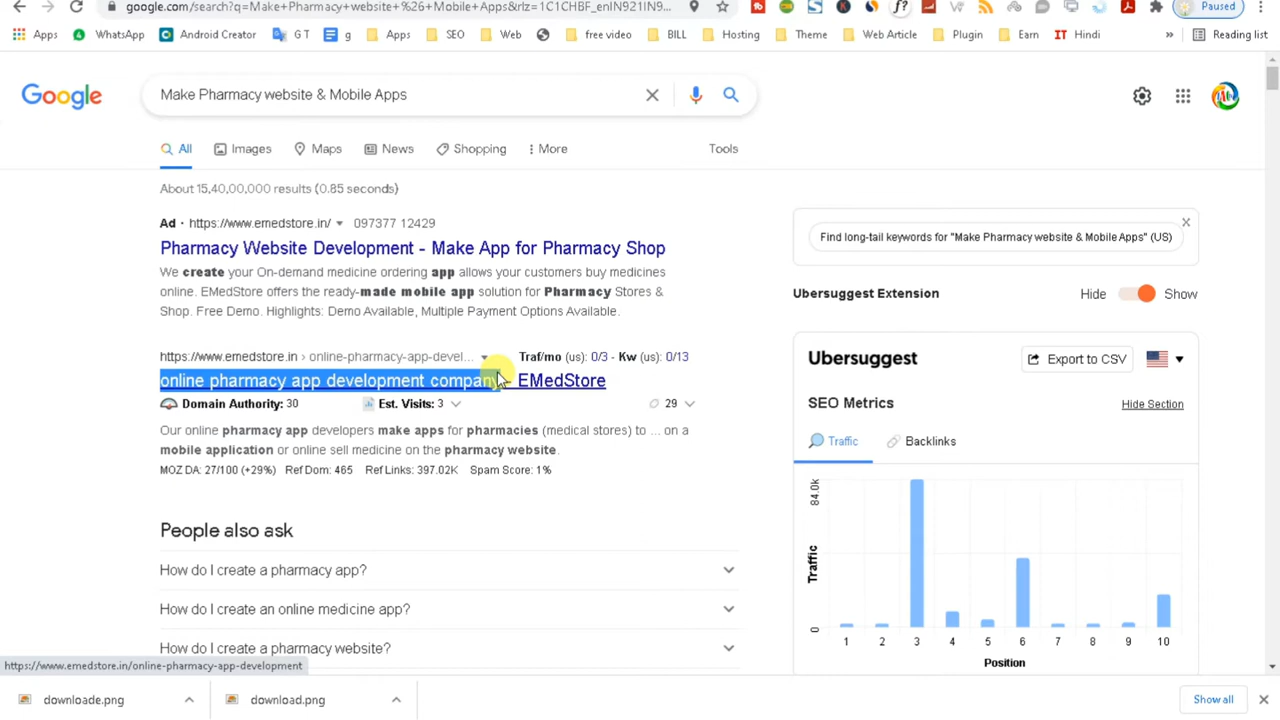 google.com/search?q=Make+Pharmacy+website+%26+Mobile+Apps&rlz=1C1CHBF_enIN921IN9...
Paused
Apps
WhatsApp
Android Creator
G T
g
Apps
SEO
Web
free video
BILL
Hosting
Theme
Web Article
Plugin
Earn
IT Hindi
»
Reading list
Google
Make Pharmacy website & Mobile Apps
All
Images
Maps
News
Shopping
More
Tools
About 15,40,00,000 results (0.85 seconds)
Ad · https://www.emedstore.in/ 097377 12429
Pharmacy Website Development - Make App for Pharmacy Shop
We create your On-demand medicine ordering app allows your customers buy medicines
online. EMedStore offers the ready-made mobile app solution for Pharmacy Stores &
Shop. Free Demo. Highlights: Demo Available, Multiple Payment Options Available.
https://www.emedstore.in › online-pharmacy-app-devel...
Traf/mo (us): 0/3 - Kw (us): 0/13
online pharmacy app development company - EMedStore
Domain Authority: 30
Est. Visits: 3
29
Our online pharmacy app developers make apps for pharmacies (medical stores) to ... on a
mobile application or online sell medicine on the pharmacy website.
MOZ DA: 27/100 (+29%) Ref Dom: 465 Ref Links: 397.02K Spam Score: 1%
People also ask
How do I create a pharmacy app?
How do I create an online medicine app?
How do I create a pharmacy website?
Find long-tail keywords for "Make Pharmacy website & Mobile Apps" (US)
Ubersuggest Extension
Hide
Show
Ubersuggest
Export to CSV
SEO Metrics
Hide Section
Traffic
Backlinks
84.0k
Traffic
0
1 2 3 4 5 6 7 8 9 10
Position
https://www.emedstore.in/online-pharmacy-app-development
downloade.png
download.png
Show all